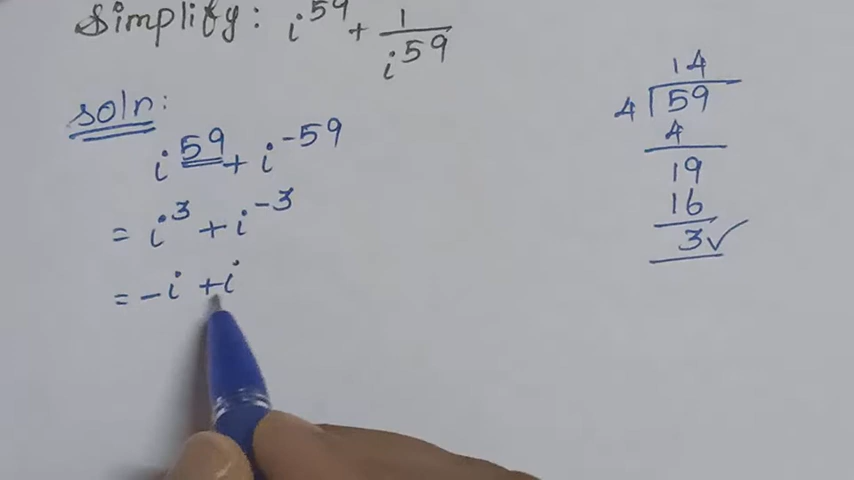 Simplify: i^59 + 1/i^59
soln:
i^59 + i^-59
= i^3 + i^-3
= -i + i
14
4 59
4
19
16
3✓